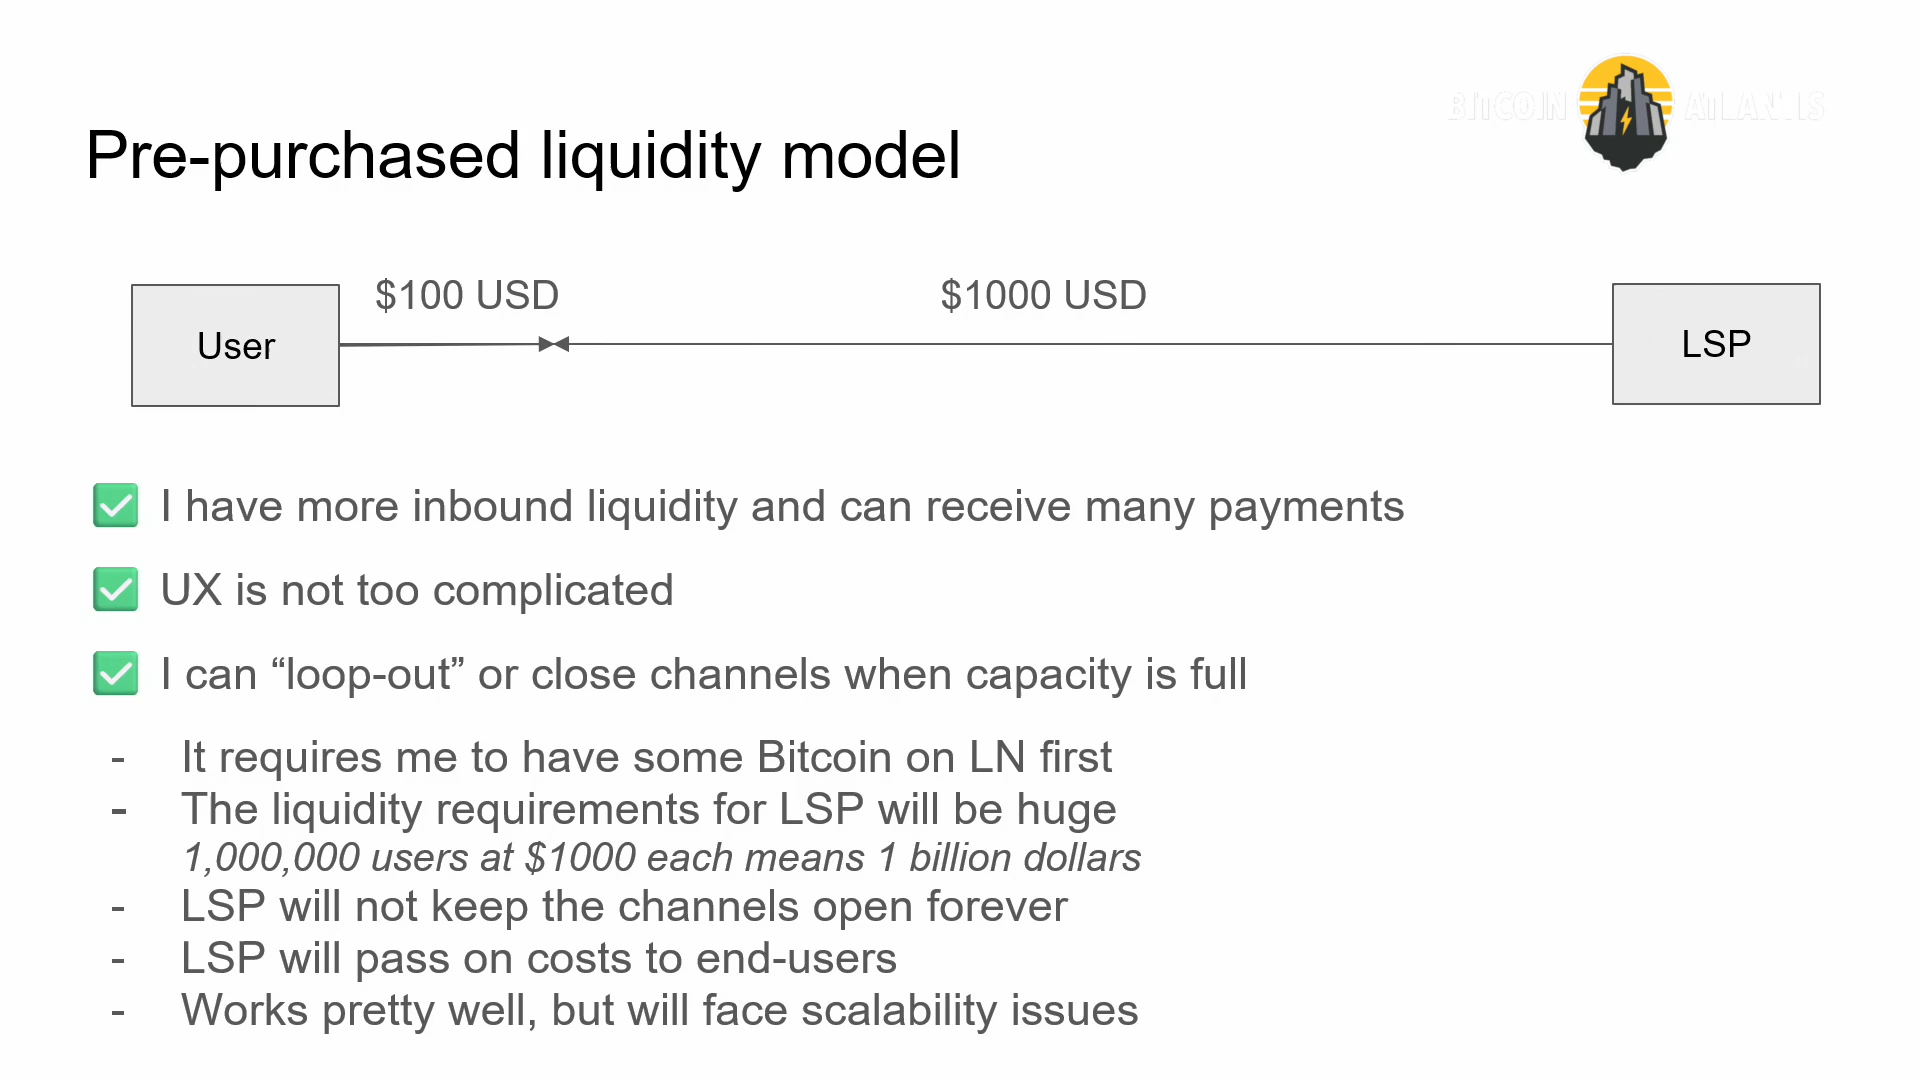 BITCOIN ATLANTIS
Pre-purchased liquidity model
$100 USD
$1000 USD
User
LSP
I have more inbound liquidity and can receive many payments
UX is not too complicated
I can “loop-out” or close channels when capacity is full
- It requires me to have some Bitcoin on LN first
- The liquidity requirements for LSP will be huge
1,000,000 users at $1000 each means 1 billion dollars
- LSP will not keep the channels open forever
- LSP will pass on costs to end-users
- Works pretty well, but will face scalability issues